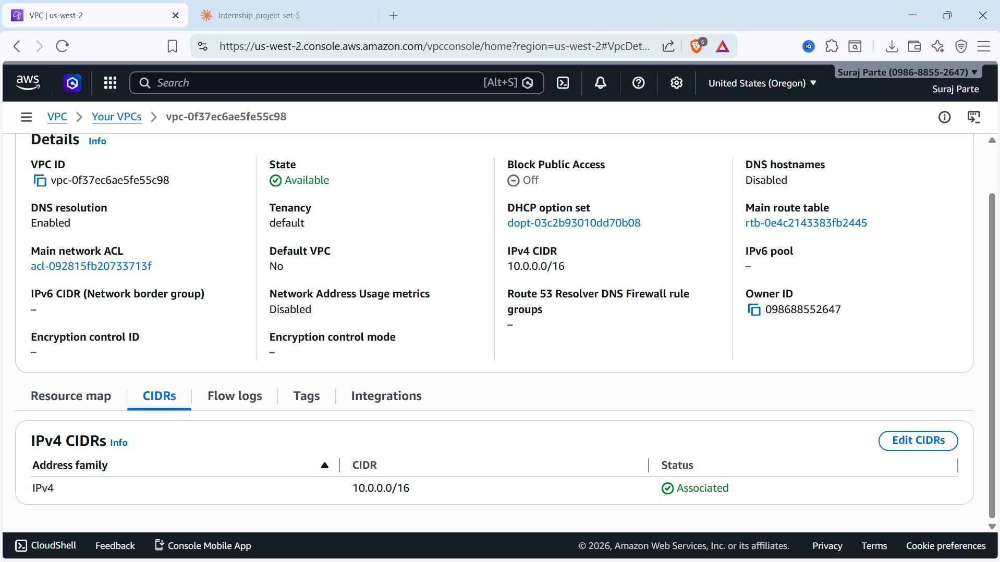 VPC | us-west-2
Internship_project_set-5
https://us-west-2.console.aws.amazon.com/vpcconsole/home?region=us-west-2#VpcDet...
6
aws
Search
[Alt+S]
United States (Oregon)
Suraj Parte (0986-8855-2647)
Suraj Parte
VPC > Your VPCs > vpc-0f37ec6ae5fe55c98
Details Info
VPC ID
vpc-0f37ec6ae5fe55c98
State
Available
Block Public Access
Off
DNS hostnames
Disabled
DNS resolution
Enabled
Tenancy
default
DHCP option set
dopt-03c2b93010dd70b08
Main route table
rtb-0e4c2143383fb2445
Main network ACL
acl-092815fb20733713f
Default VPC
No
IPv4 CIDR
10.0.0.0/16
IPv6 pool
–
IPv6 CIDR (Network border group)
–
Network Address Usage metrics
Disabled
Route 53 Resolver DNS Firewall rule
groups
–
Owner ID
098688552647
Encryption control ID
–
Encryption control mode
–
Resource map
CIDRs
Flow logs
Tags
Integrations
IPv4 CIDRs Info
Edit CIDRs
Address family
CIDR
Status
IPv4
10.0.0.0/16
Associated
CloudShell
Feedback
Console Mobile App
© 2026, Amazon Web Services, Inc. or its affiliates.
Privacy
Terms
Cookie preferences